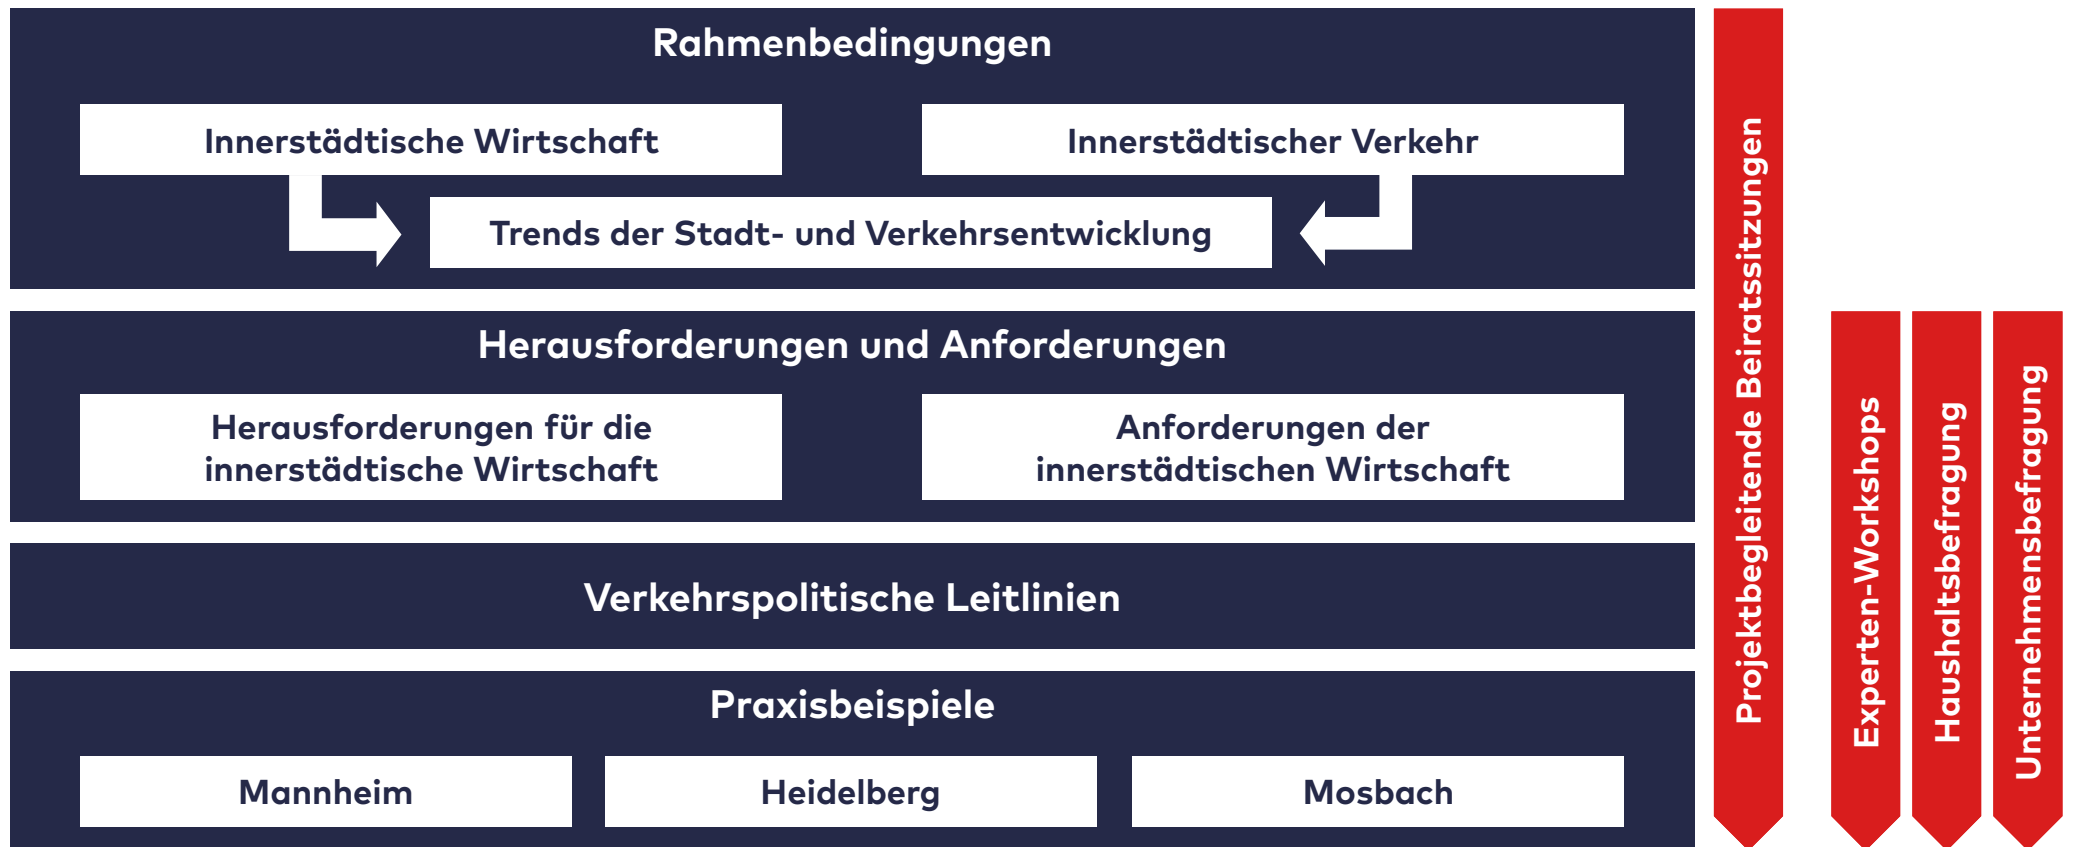 Rahmenbedingungen
Innerstädtische Wirtschaft
Innerstädtischer Verkehr
Trends der Stadt- und Verkehrsentwicklung
Herausforderungen und Anforderungen
Herausforderungen für die
innerstädtische Wirtschaft
Anforderungen der
innerstädtischen Wirtschaft
Verkehrspolitische Leitlinien
Praxisbeispiele
Mannheim
Heidelberg
Mosbach
Projektbegleitende Beiratssitzungen
Experten-Workshops
Haushaltsbefragung
Unternehmensbefragung